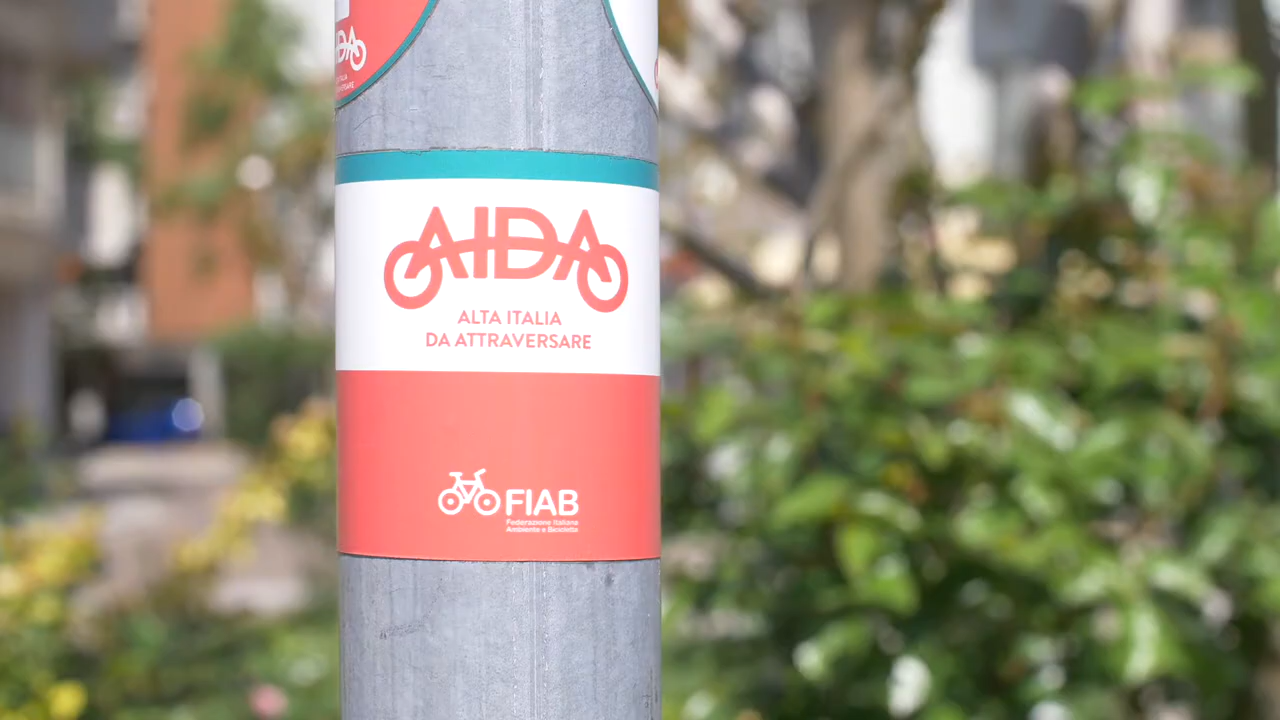 AIDA
ALTA ITALIA
DA ATTRAVERSARE
FIAB
Federazione Italiana
Ambiente e Bicicletta